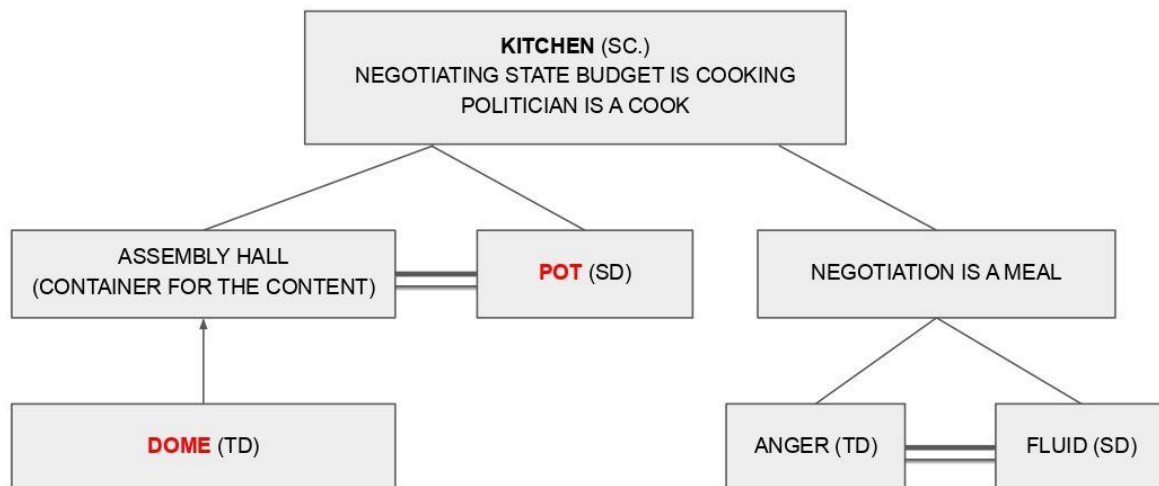 KITCHEN (SC.)
NEGOTIATING STATE BUDGET IS COOKING
POLITICIAN IS A COOK
ASSEMBLY HALL
(CONTAINER FOR THE CONTENT)
POT (SD)
NEGOTIATION IS A MEAL
DOME (TD)
ANGER (TD)
FLUID (SD)